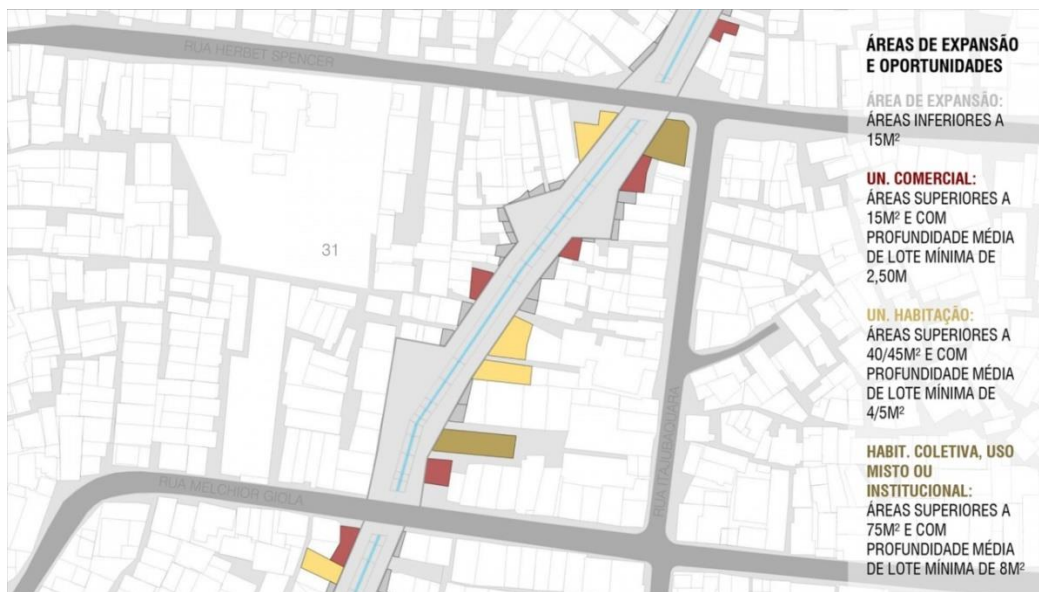 RUA HERBET SPENCER
31
RUA ITAJUBAQUARA
RUA MELCHIOR GIOLA
ÁREAS DE EXPANSÃO
E OPORTUNIDADES
ÁREA DE EXPANSÃO:
ÁREAS INFERIORES A
15M²
UN. COMERCIAL:
ÁREAS SUPERIORES A
15M² E COM
PROFUNDIDADE MÉDIA
DE LOTE MÍNIMA DE
2,50M
UN. HABITAÇÃO:
ÁREAS SUPERIORES A
40/45M² E COM
PROFUNDIDADE MÉDIA
DE LOTE MÍNIMA DE
4/5M²
HABIT. COLETIVA, USO
MISTO OU
INSTITUCIONAL:
ÁREAS SUPERIORES A
75M² E COM
PROFUNDIDADE MÉDIA
DE LOTE MÍNIMA DE 8M²